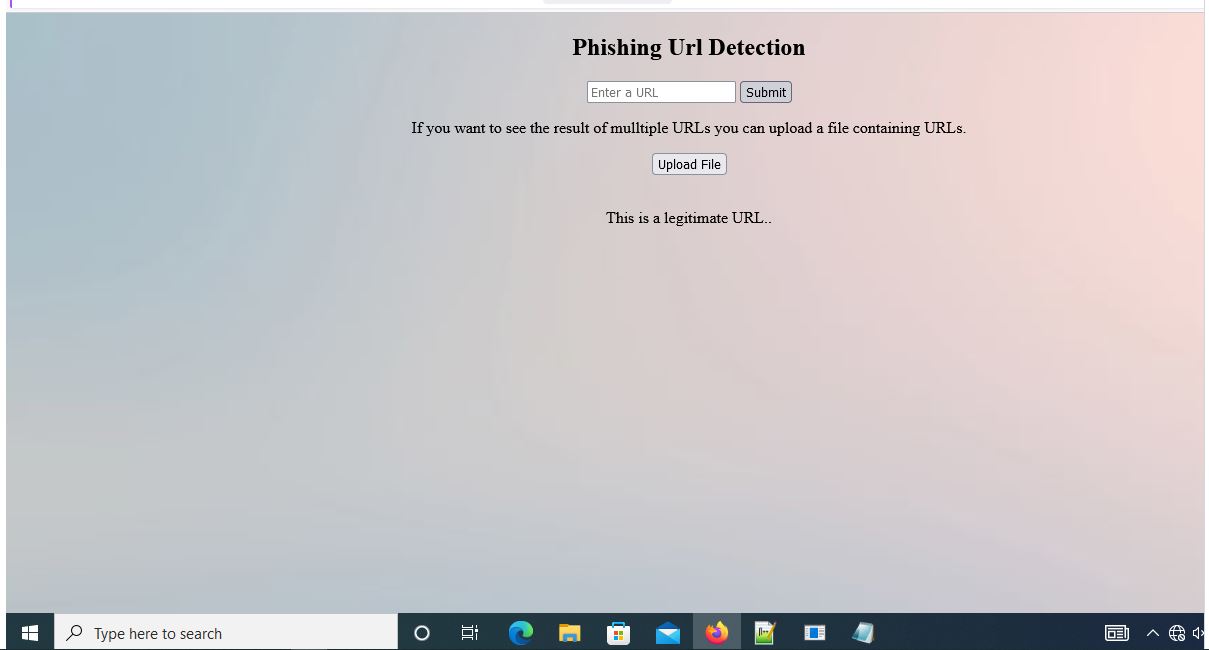 Phishing Url Detection
Enter a URL Submit
If you want to see the result of mulltiple URLs you can upload a file containing URLs.
Upload File
This is a legitimate URL..
Type here to search